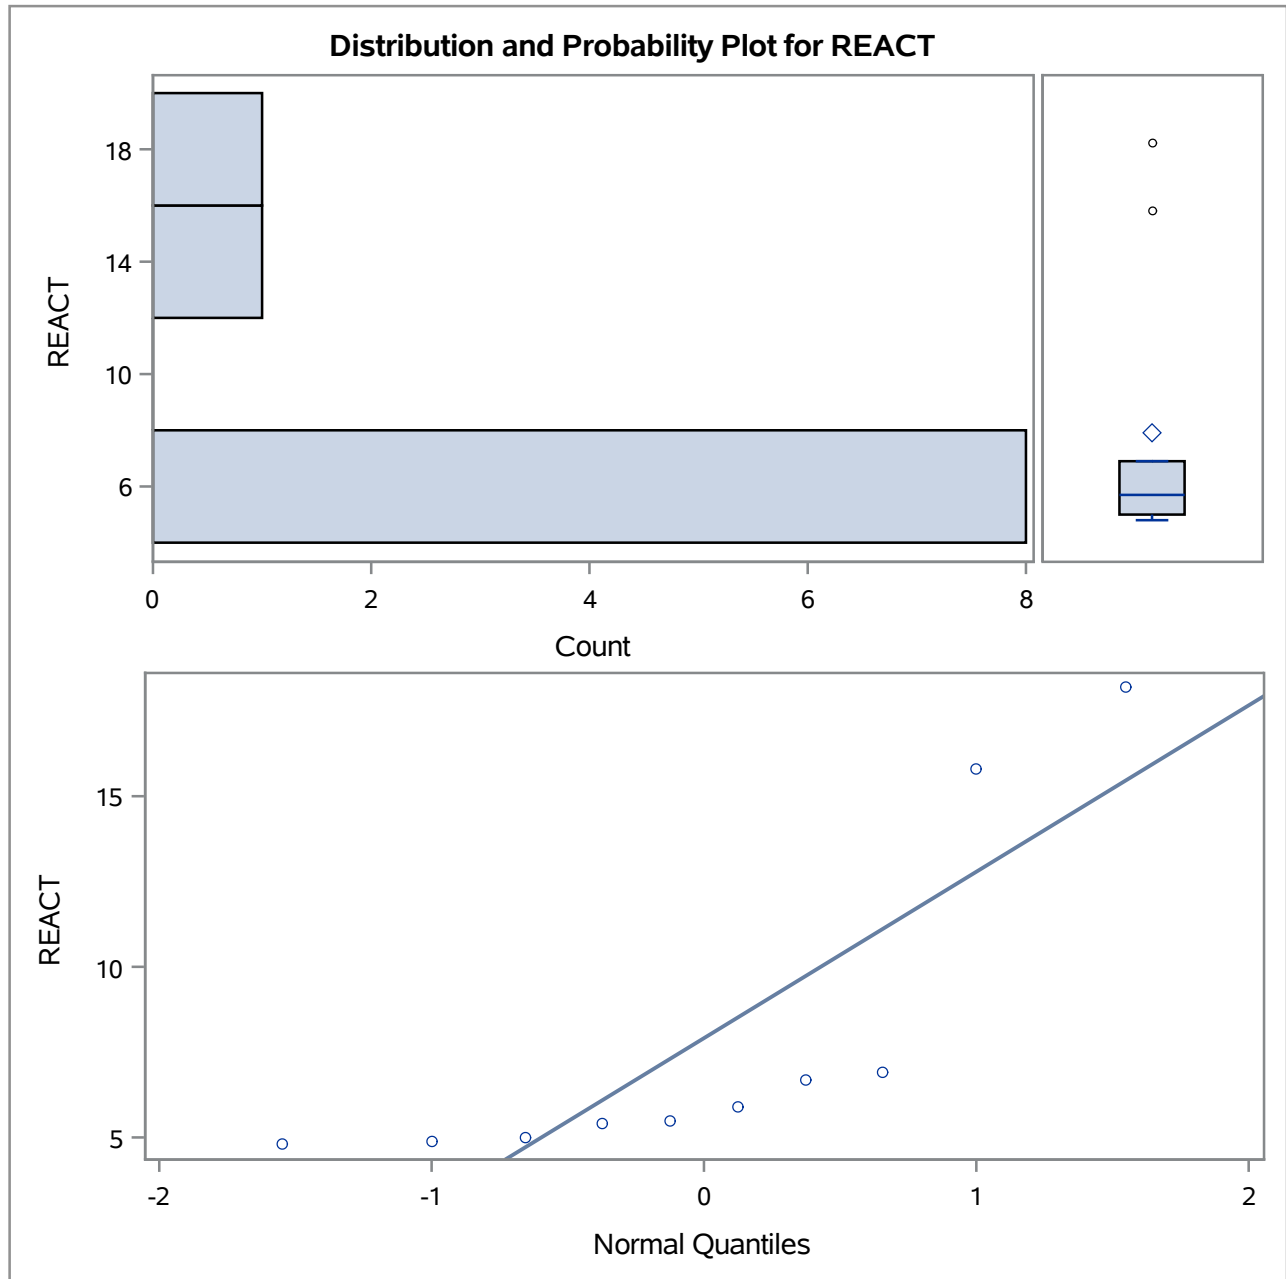 Distribution and Probability Plot for REACT
18
14
10
6
REACT
0 2 4 6 8
Count
15
10
5
REACT
-2 -1 0 1 2
Normal Quantiles